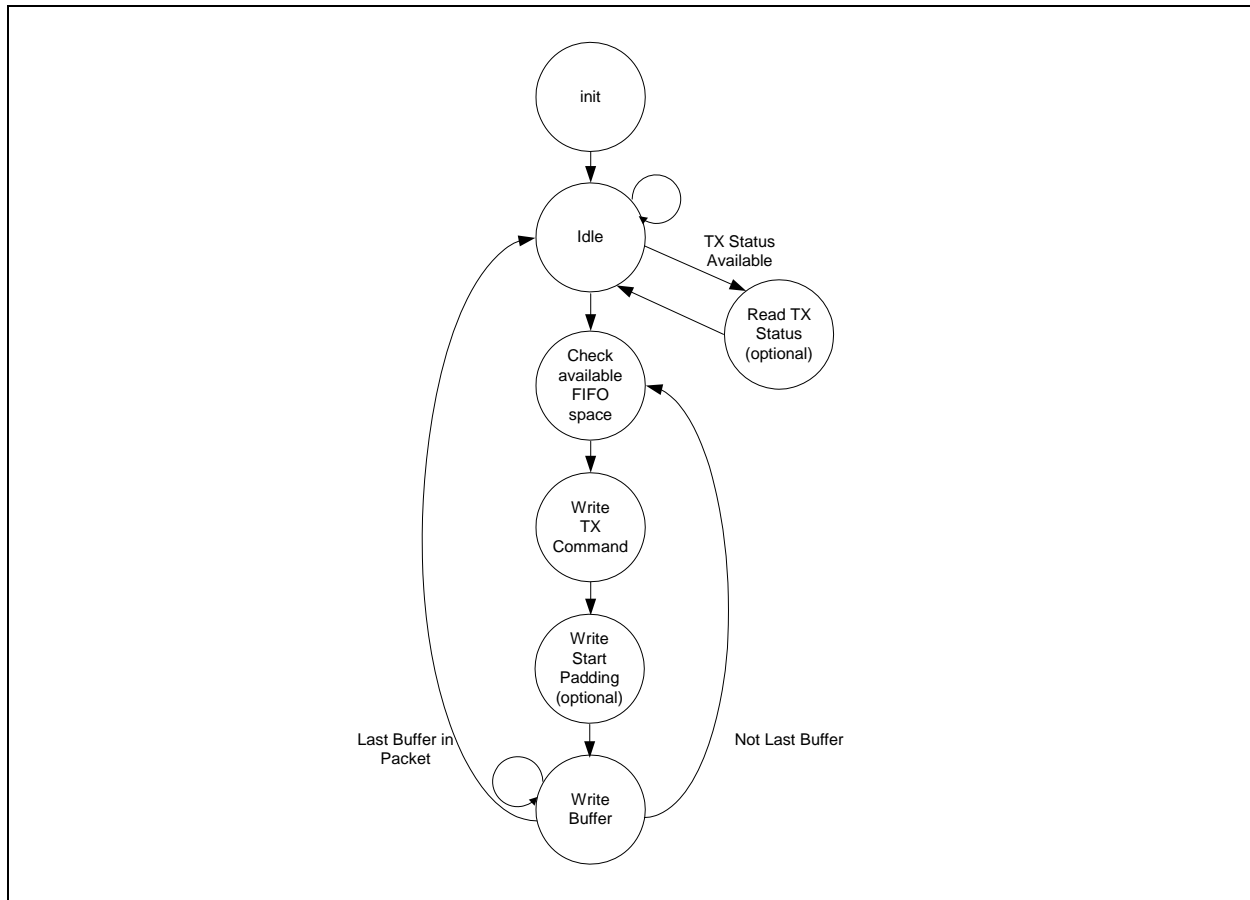 init
Idle
TX Status
Available
Read TX
Status
(optional)
Check
available
FIFO
space
Write
TX
Command
Write
Start
Padding
(optional)
Last Buffer in
Packet
Not Last Buffer
Write
Buffer